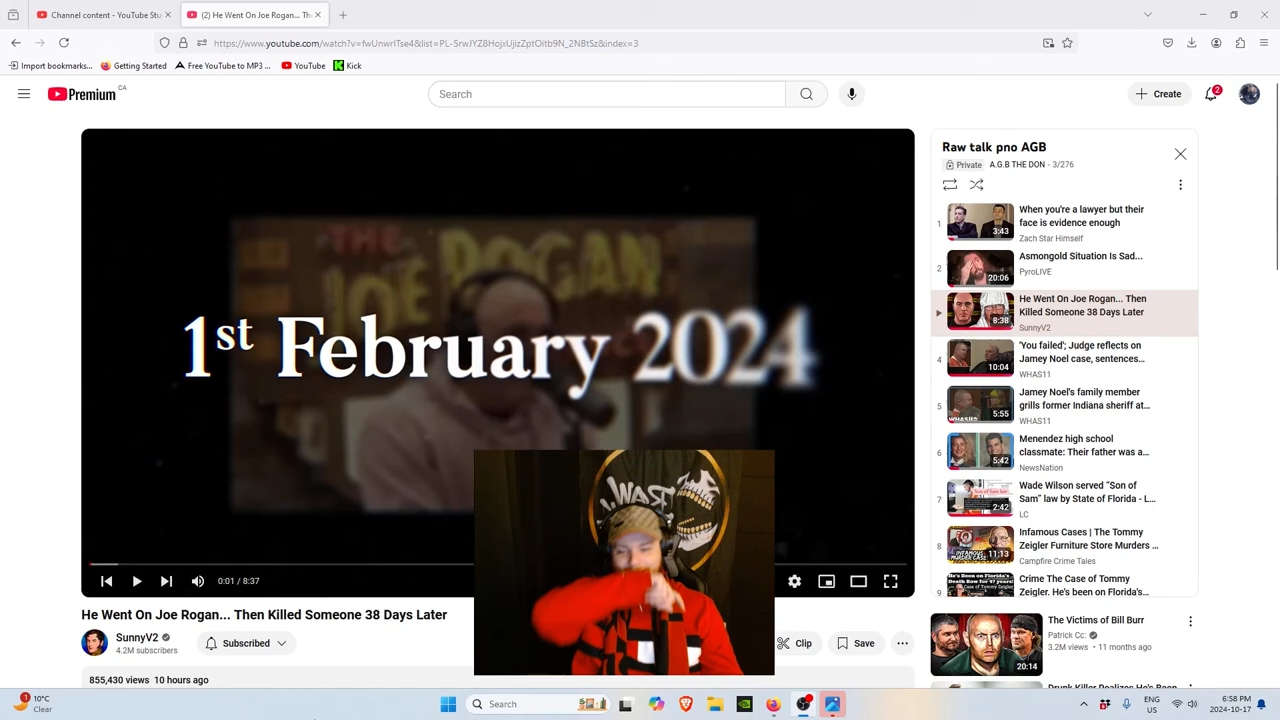 Channel content - YouTube Stu
(2) He Went On Joe Rogan... The
https://www.youtube.com/watch?v=fwUnwrITse4&list=PL-5rwJYZ8HojxUjizZptOitb9N_2NBtSz&index=3
Import bookmarks...
Getting Started
Free YouTube to MP3 ...
YouTube
Kick
Premium
CA
Search
Create
2
1st February 2024
0:01 / 8:37
He Went On Joe Rogan... Then Killed Someone 38 Days Later
SunnyV2
4.2M subscribers
Subscribed
Clip
Save
855,430 views 10 hours ago
Raw talk pno AGB
Private
A.G.B THE DON - 3/276
1
3:43
When you're a lawyer but their
face is evidence enough
Zach Star Himself
2
20:06
Asmongold Situation Is Sad...
PyroLIVE
8:38
He Went On Joe Rogan... Then
Killed Someone 38 Days Later
SunnyV2
4
10:04
'You failed'; Judge reflects on
Jamey Noel case, sentences...
WHAS11
5
5:55
Jamey Noel's family member
grills former Indiana sheriff at...
WHAS11
6
5:42
Menendez high school
classmate: Their father was a...
NewsNation
7
2:42
Wade Wilson served “Son of
Sam” law by State of Florida - L...
LC
8
11:13
Infamous Cases | The Tommy
Zeigler Furniture Store Murders ...
Campfire Crime Tales
9
Crime The Case of Tommy
Zeigler. He's been on Florida's...
20:14
The Victims of Bill Burr
Patrick Cc:
3.2M views • 11 months ago
10°C
Clear
Search
ENG
US
6:58 PM
2024-10-17